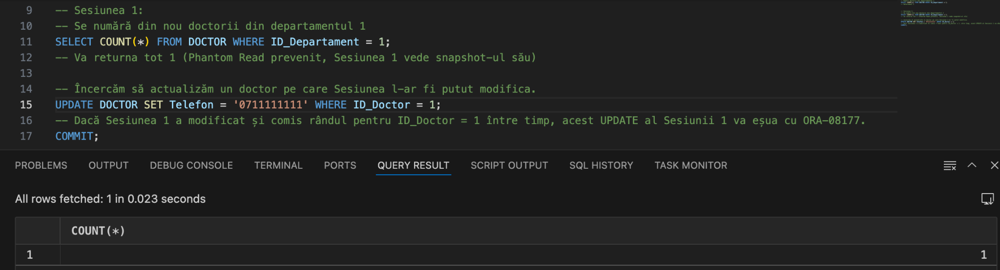 9 -- Sesiunea 1:
10 -- Se numără din nou doctorii din departamentul 1
11 SELECT COUNT(*) FROM DOCTOR WHERE ID_Departament = 1;
12 -- Va returna tot 1 (Phantom Read prevenit, Sesiunea 1 vede snapshot-ul său)
13
14 -- Încercăm să actualizăm un doctor pe care Sesiunea l-ar fi putut modifica.
15 UPDATE DOCTOR SET Telefon = '0711111111' WHERE ID_Doctor = 1;
16 -- Dacă Sesiunea 1 a modificat și comis rândul pentru ID_Doctor = 1 între timp, acest UPDATE al Sesiunii 1 va eșua cu ORA-08177.
17 COMMIT;
PROBLEMS OUTPUT DEBUG CONSOLE TERMINAL PORTS QUERY RESULT SCRIPT OUTPUT SQL HISTORY TASK MONITOR
All rows fetched: 1 in 0.023 seconds
COUNT(*)
1 1